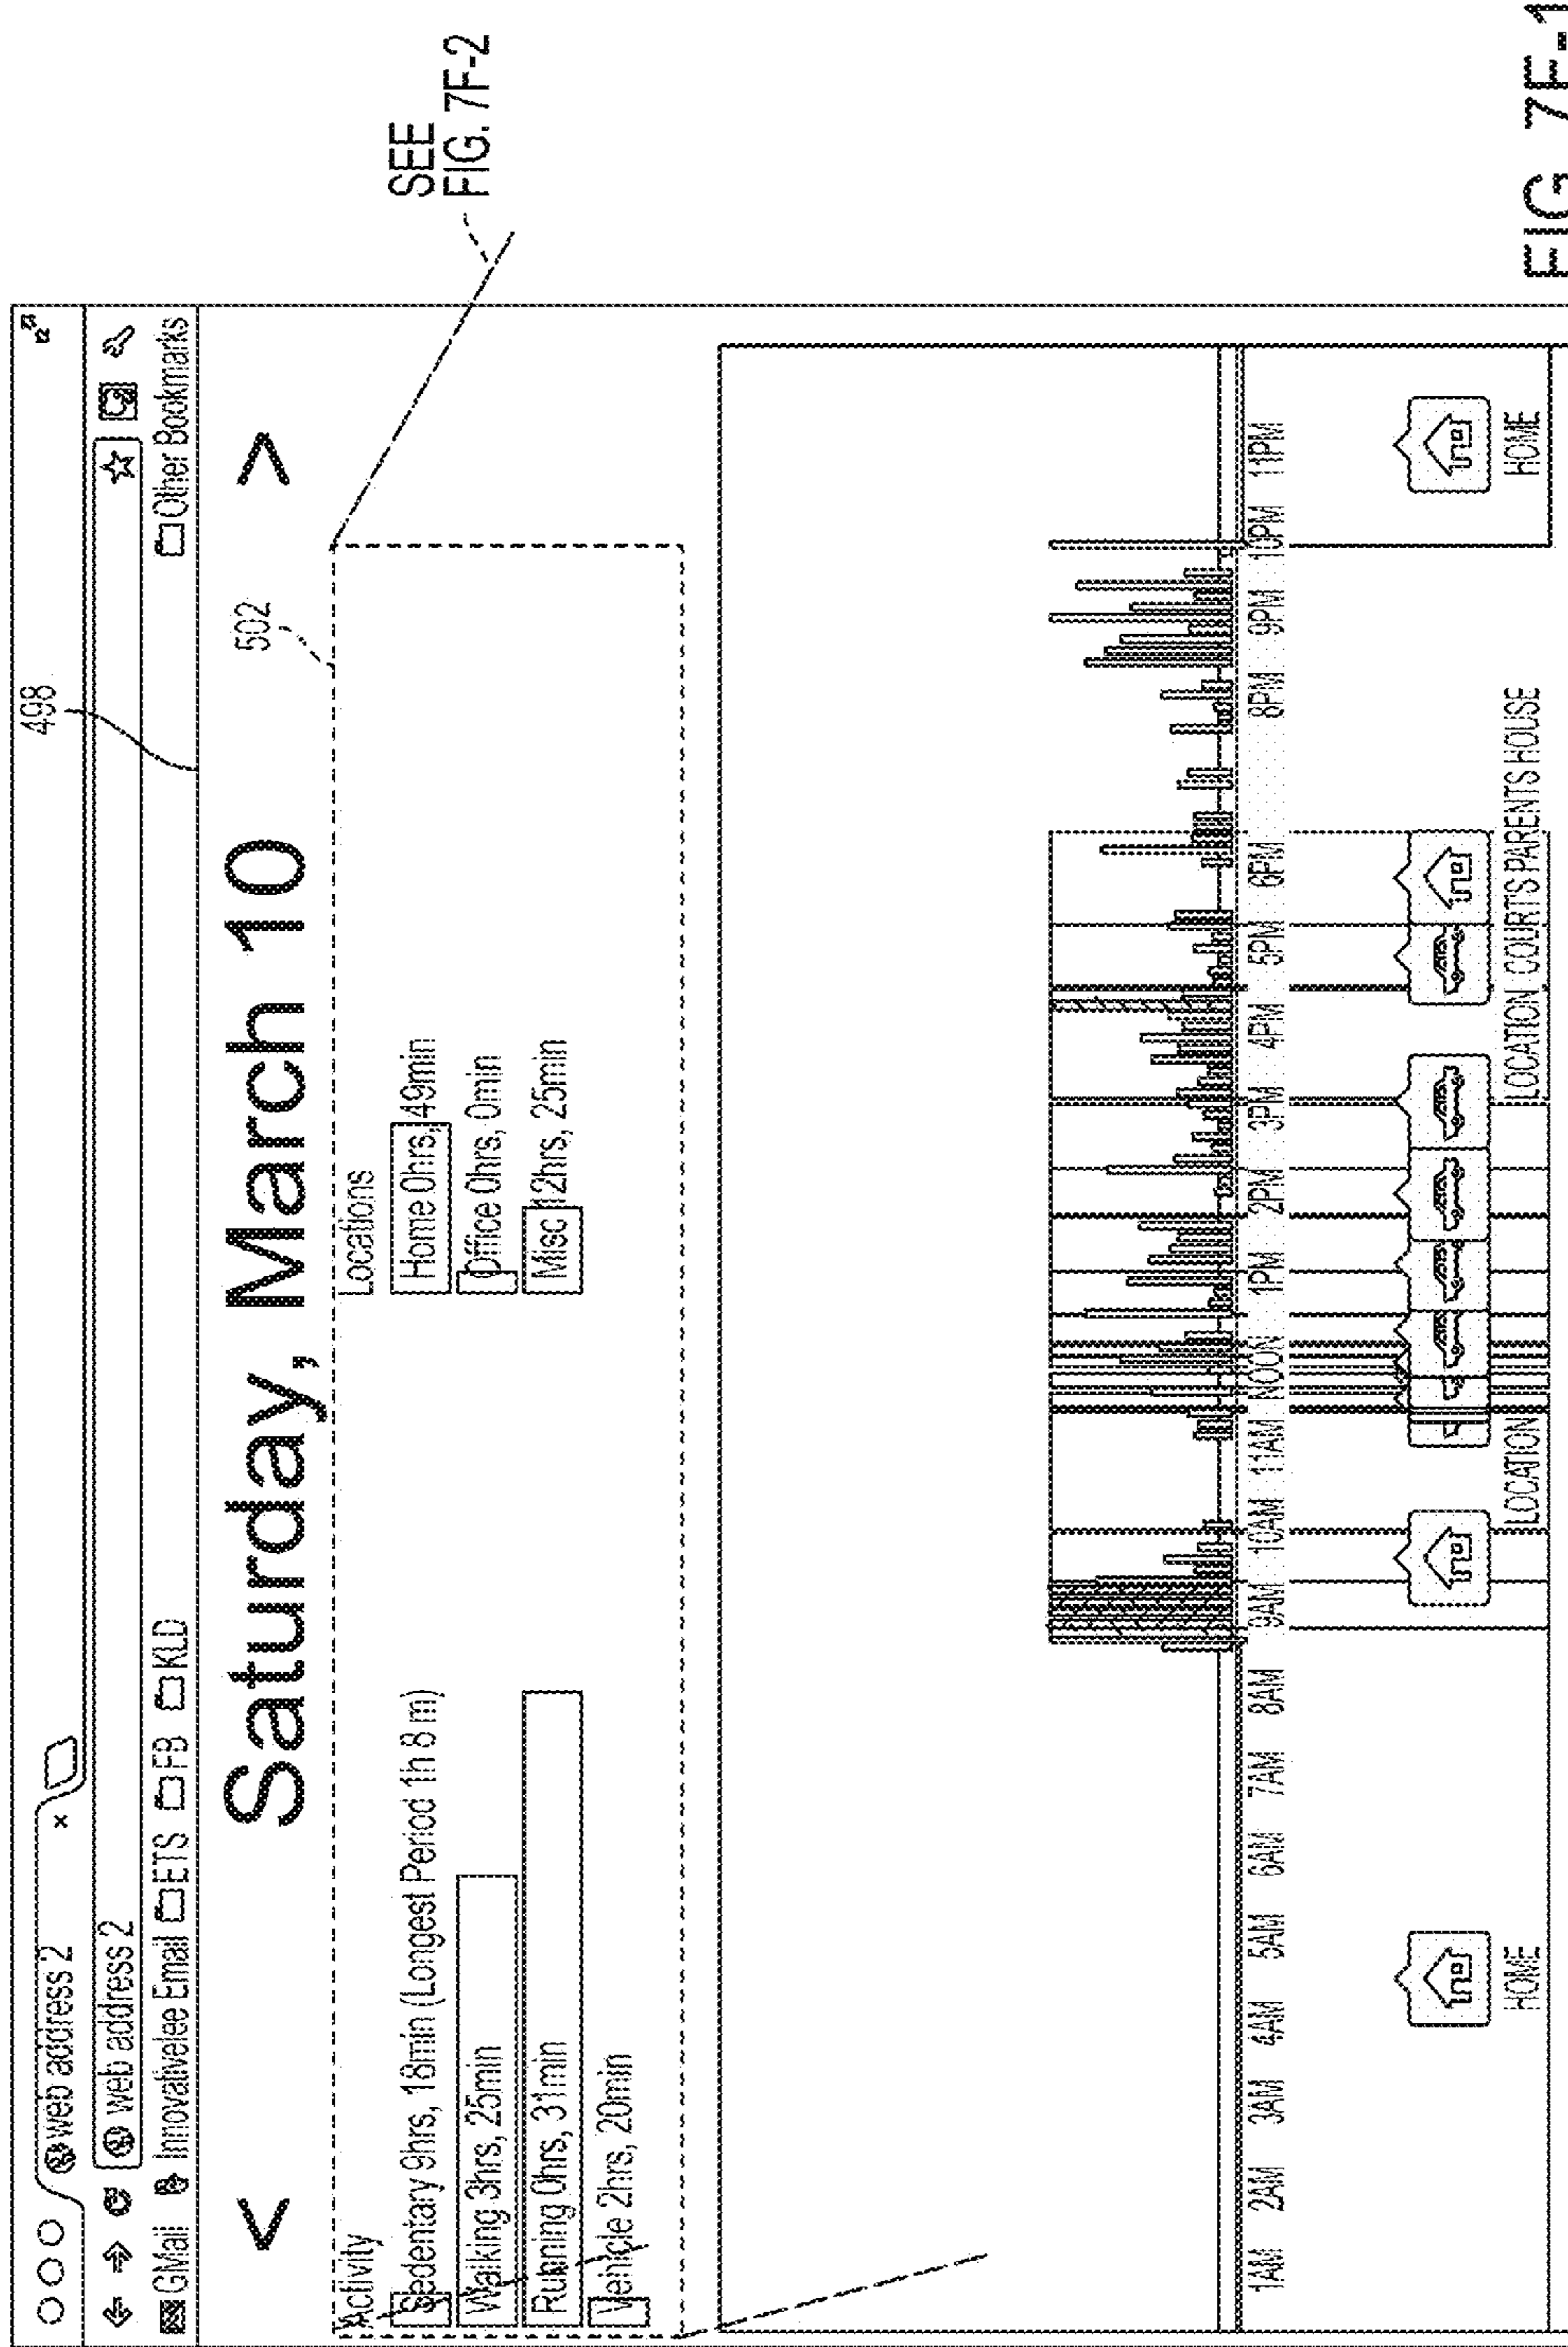 498
web address 2 ×
web address 2
GMail Innovativelee Email ETS FB KLD Other Bookmarks
< Saturday, March 10 >
502
SEE
FIG. 7F-2
Activity
Sedentary 9hrs, 18min (Longest Period 1h 8 m)
Walking 3hrs, 25min
Running 0hrs, 31min
Vehicle 2hrs, 20min
Locations
Home 0hrs, 49min
Office 0hrs, 0min
Misc 12hrs, 25min
1AM 2AM 3AM 4AM 5AM 6AM 7AM 8AM 9AM 10AM 11AM NOON 1PM 2PM 3PM 4PM 5PM 6PM 8PM 9PM 10PM 11PM
HOME LOCATION LOCATION COURTS PARENTS HOUSE HOME
FIG. 7F-1